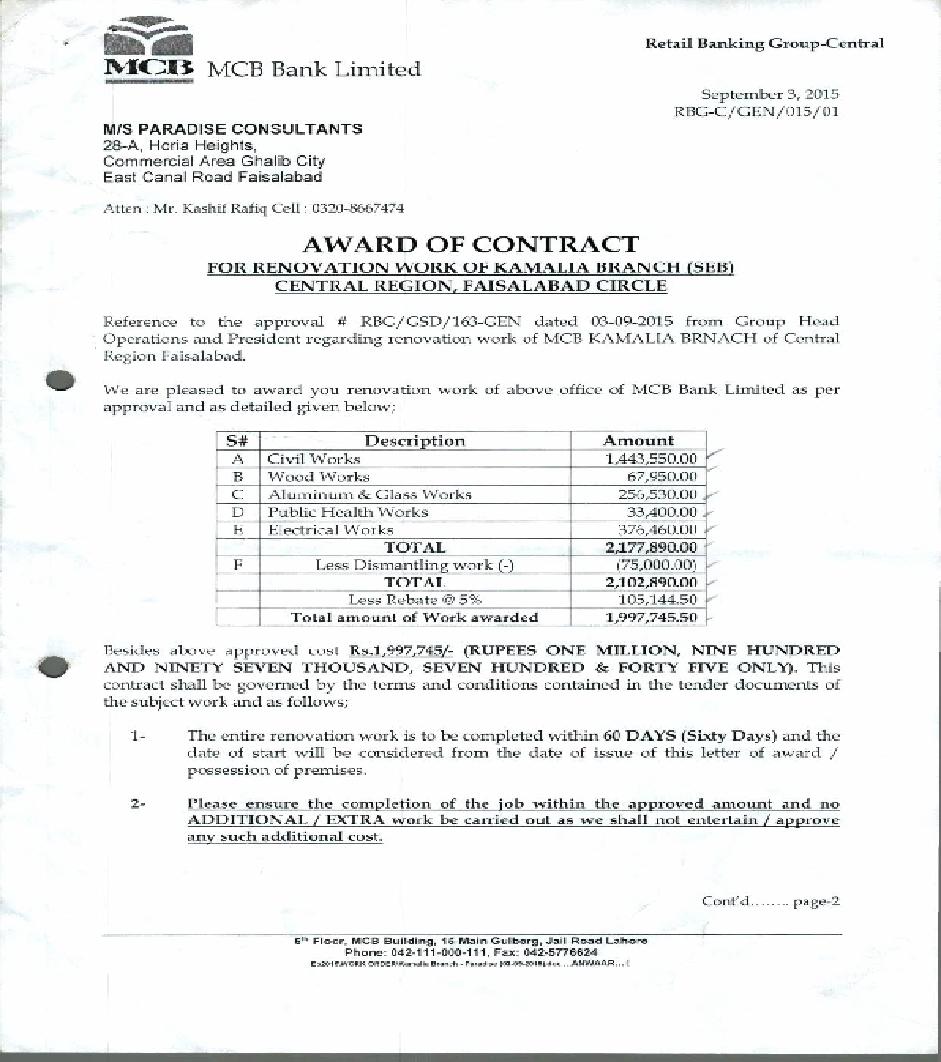 Retail Banking Group-Central
MCB MCB Bank Limited
September 3, 2015
RBG-C/GEN/015/01
M/S PARADISE CONSULTANTS
28-A, Horia Heights,
Commercial Area Ghalib City
East Canal Road Faisalabad
Atten : Mr. Kashif Rafiq Cell : 0320-8667474
AWARD OF CONTRACT
FOR RENOVATION WORK OF KAMALIA BRANCH (SEB)
CENTRAL REGION, FAISALABAD CIRCLE
Reference to the approval # RBG/GSD/163-GEN dated 03-09-2015 from Group Head
Operations and President regarding renovation work of MCB KAMALIA BRNACH of Central
Region Faisalabad.
We are pleased to award you renovation work of above office of MCB Bank Limited as per
approval and as detailed given below;
S# Description Amount
A Civil Works 1,443,550.00
B Wood Works 67,950.00
C Aluminum & Glass Works 256,530.00
D Public Health Works 33,400.00
E Electrical Works 376,460.00
TOTAL 2,177,890.00
F Less Dismantling work (-) (75,000.00)
TOTAL 2,102,890.00
Less Rebate @ 5% 105,144.50
Total amount of Work awarded 1,997,745.50
Besides above approved cost Rs.1,997,745/- (RUPEES ONE MILLION, NINE HUNDRED
AND NINETY SEVEN THOUSAND, SEVEN HUNDRED & FORTY FIVE ONLY). This
contract shall be governed by the terms and conditions contained in the tender documents of
the subject work and as follows;
1- The entire renovation work is to be completed within 60 DAYS (Sixty Days) and the
date of start will be considered from the date of issue of this letter of award /
possession of premises.
2- Please ensure the completion of the job within the approved amount and no
ADDITIONAL / EXTRA work be carried out as we shall not entertain / approve
any such additional cost.
Cont'd........ page-2
6th Floor, MCB Building, 15 Main Gulberg, Jail Road Lahore
Phone: 042-111-000-111, Fax: 042-5776624
Branch - Paradise (03-09-2015).doc ...ANWAAR...